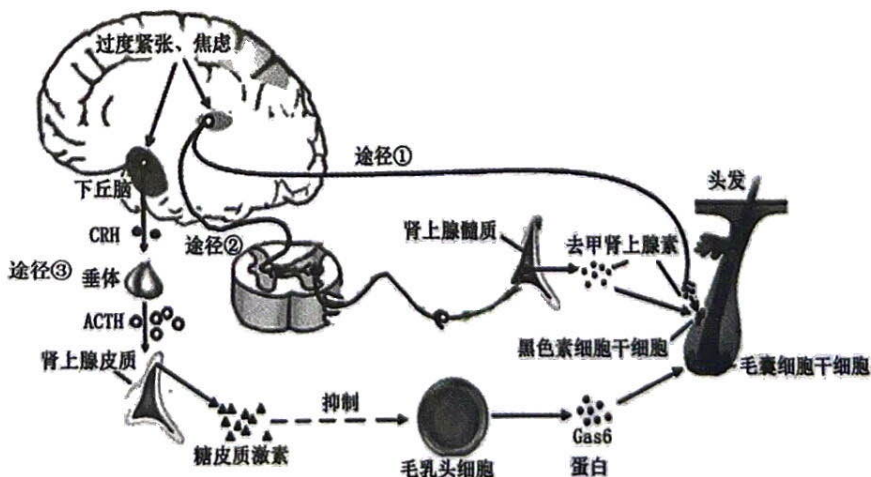 过度紧张、焦虑
途径①
头发
下丘脑
肾上腺髓质
去甲肾上腺素
CRH
途径②
途径③
垂体
ACTH
黑色素细胞干细胞
毛囊细胞干细胞
肾上腺皮质
抑制
糖皮质激素
毛乳头细胞
Gas6
蛋白